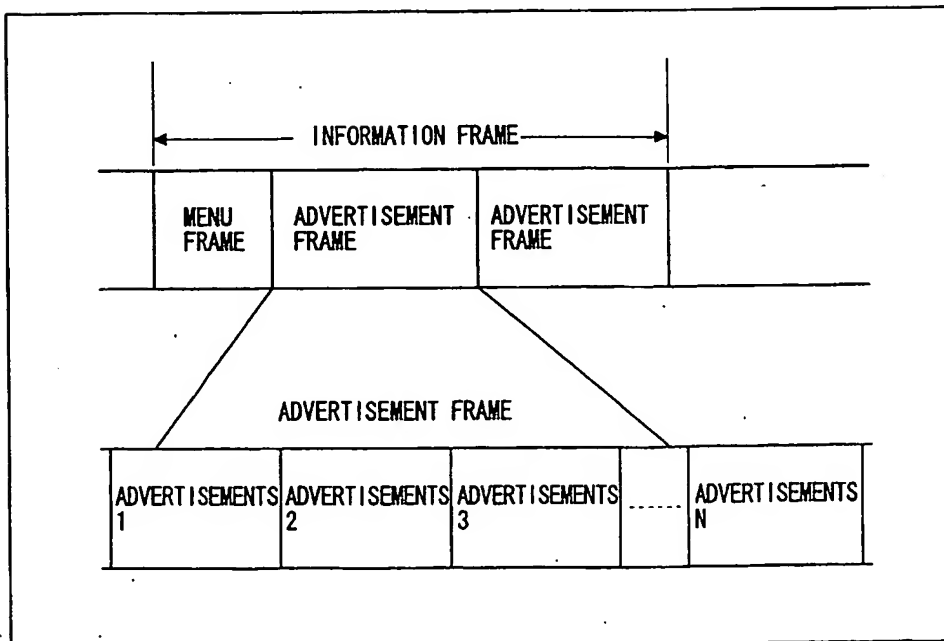 INFORMATION FRAME
MENU
FRAME
ADVERTISEMENT
FRAME
ADVERTISEMENT
FRAME
ADVERTISEMENT FRAME
ADVERTISEMENTS
1
ADVERTISEMENTS
2
ADVERTISEMENTS
3
ADVERTISEMENTS
N